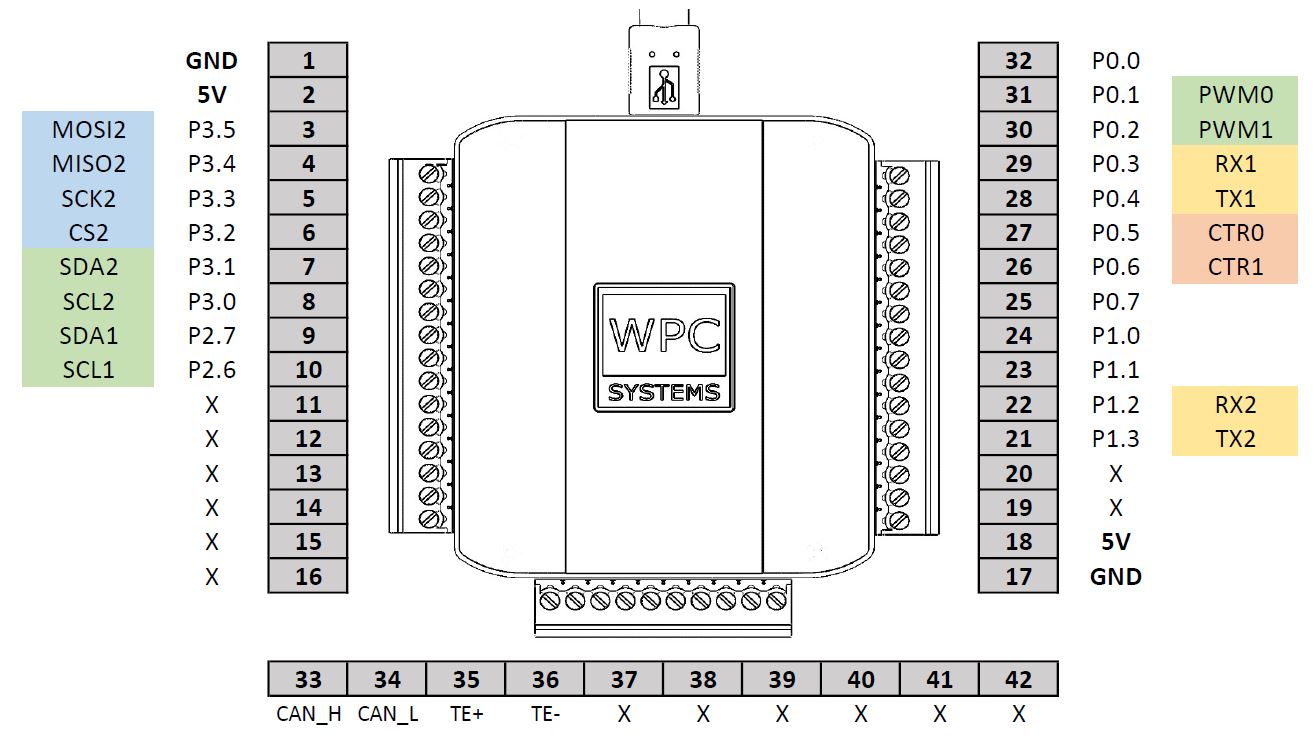 GND 1 32 P0.0
5V 2 31 P0.1 PWM0
MOSI2 P3.5 3 30 P0.2 PWM1
MISO2 P3.4 4 29 P0.3 RX1
SCK2 P3.3 5 28 P0.4 TX1
CS2 P3.2 6 27 P0.5 CTR0
SDA2 P3.1 7 26 P0.6 CTR1
SCL2 P3.0 8 25 P0.7
SDA1 P2.7 9 24 P1.0
SCL1 P2.6 10 23 P1.1
X 11 22 P1.2 RX2
X 12 21 P1.3 TX2
X 13 20 X
X 14 19 X
X 15 18 5V
X 16 17 GND
WPC
SYSTEMS
33 34 35 36 37 38 39 40 41 42
CAN_H CAN_L TE+ TE- X X X X X X